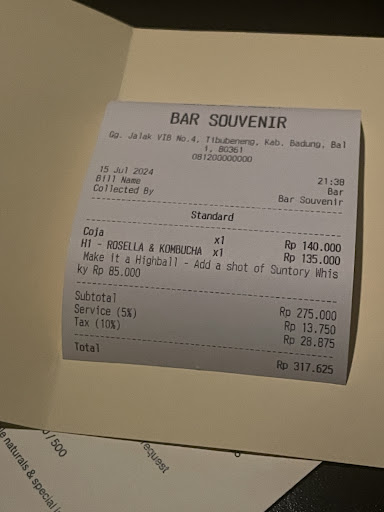 BAR SOUVENIR
Gg. Jalak VIB No.4, Tibubeneng, Kab. Badung, Bal
i, 80361
081200000000
15 Jul 2024 21:38
Bill Name Bar
Collected By Bar Souvenir
Standard
Coja x1 Rp 140.000
H1 - ROSELLA & KOMBUCHA x1 Rp 135.000
Make it a Highball - Add a shot of Suntory Whis
ky Rp 85.000
Subtotal Rp 275.000
Service (5%) Rp 13.750
Tax (10%) Rp 28.875
Total Rp 317.625
/ 500
equest
naturals & special